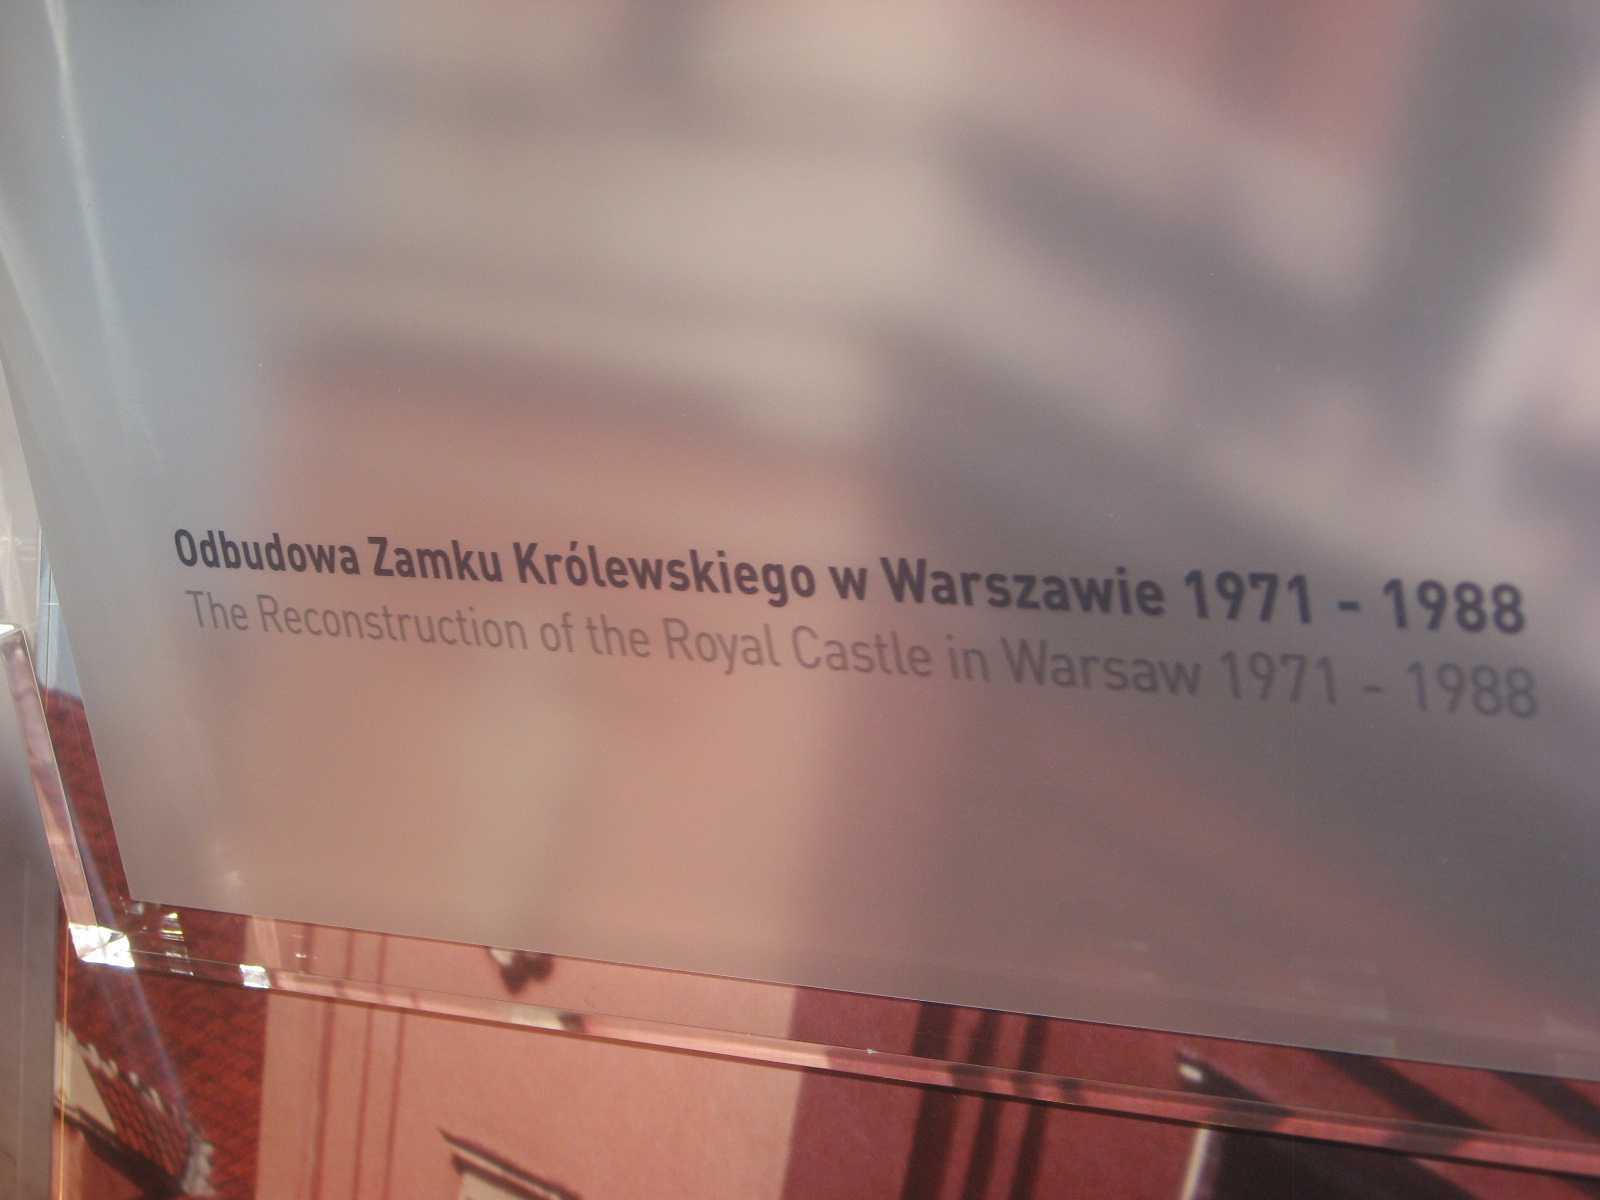 Odbudowa Zamku Królewskiego w Warszawie 1971 - 1988
The Reconstruction of the Royal Castle in Warsaw 1971 - 1988